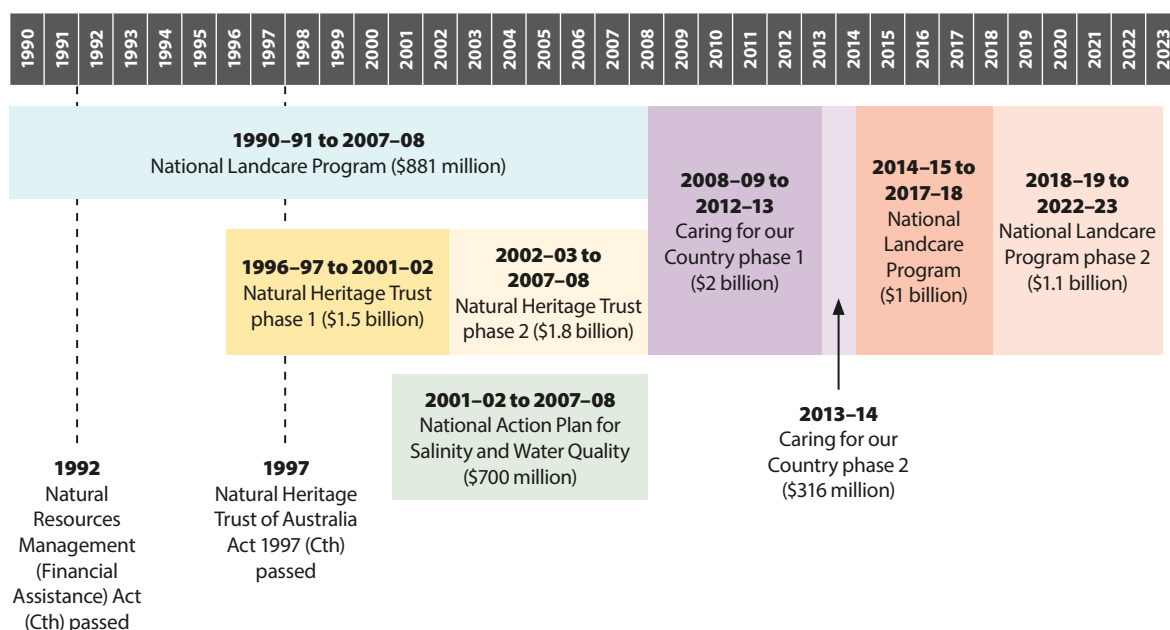 1990 1991 1992 1993 1994 1995 1996 1997 1998 1999 2000 2001 2002 2003 2004 2005 2006 2007 2008 2009 2010 2011 2012 2013 2014 2015 2016 2017 2018 2019 2020 2021 2022 2023
1990–91 to 2007–08
National Landcare Program ($881 million)
1996–97 to 2001–02
Natural Heritage Trust
phase 1 ($1.5 billion)
2002–03 to
2007–08
Natural Heritage Trust
phase 2 ($1.8 billion)
2001–02 to 2007–08
National Action Plan for
Salinity and Water Quality
($700 million)
2008–09 to
2012–13
Caring for our
Country phase 1
($2 billion)
2013–14
Caring for our
Country phase 2
($316 million)
2014–15 to
2017–18
National
Landcare
Program
($1 billion)
2018–19 to
2022–23
National Landcare
Program phase 2
($1.1 billion)
1992
Natural
Resources
Management
(Financial
Assistance) Act
(Cth) passed
1997
Natural Heritage
Trust of Australia
Act 1997 (Cth)
passed